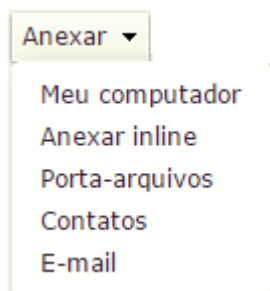 Anexar
Meu computador
Anexar inline
Porta-arquivos
Contatos
E-mail